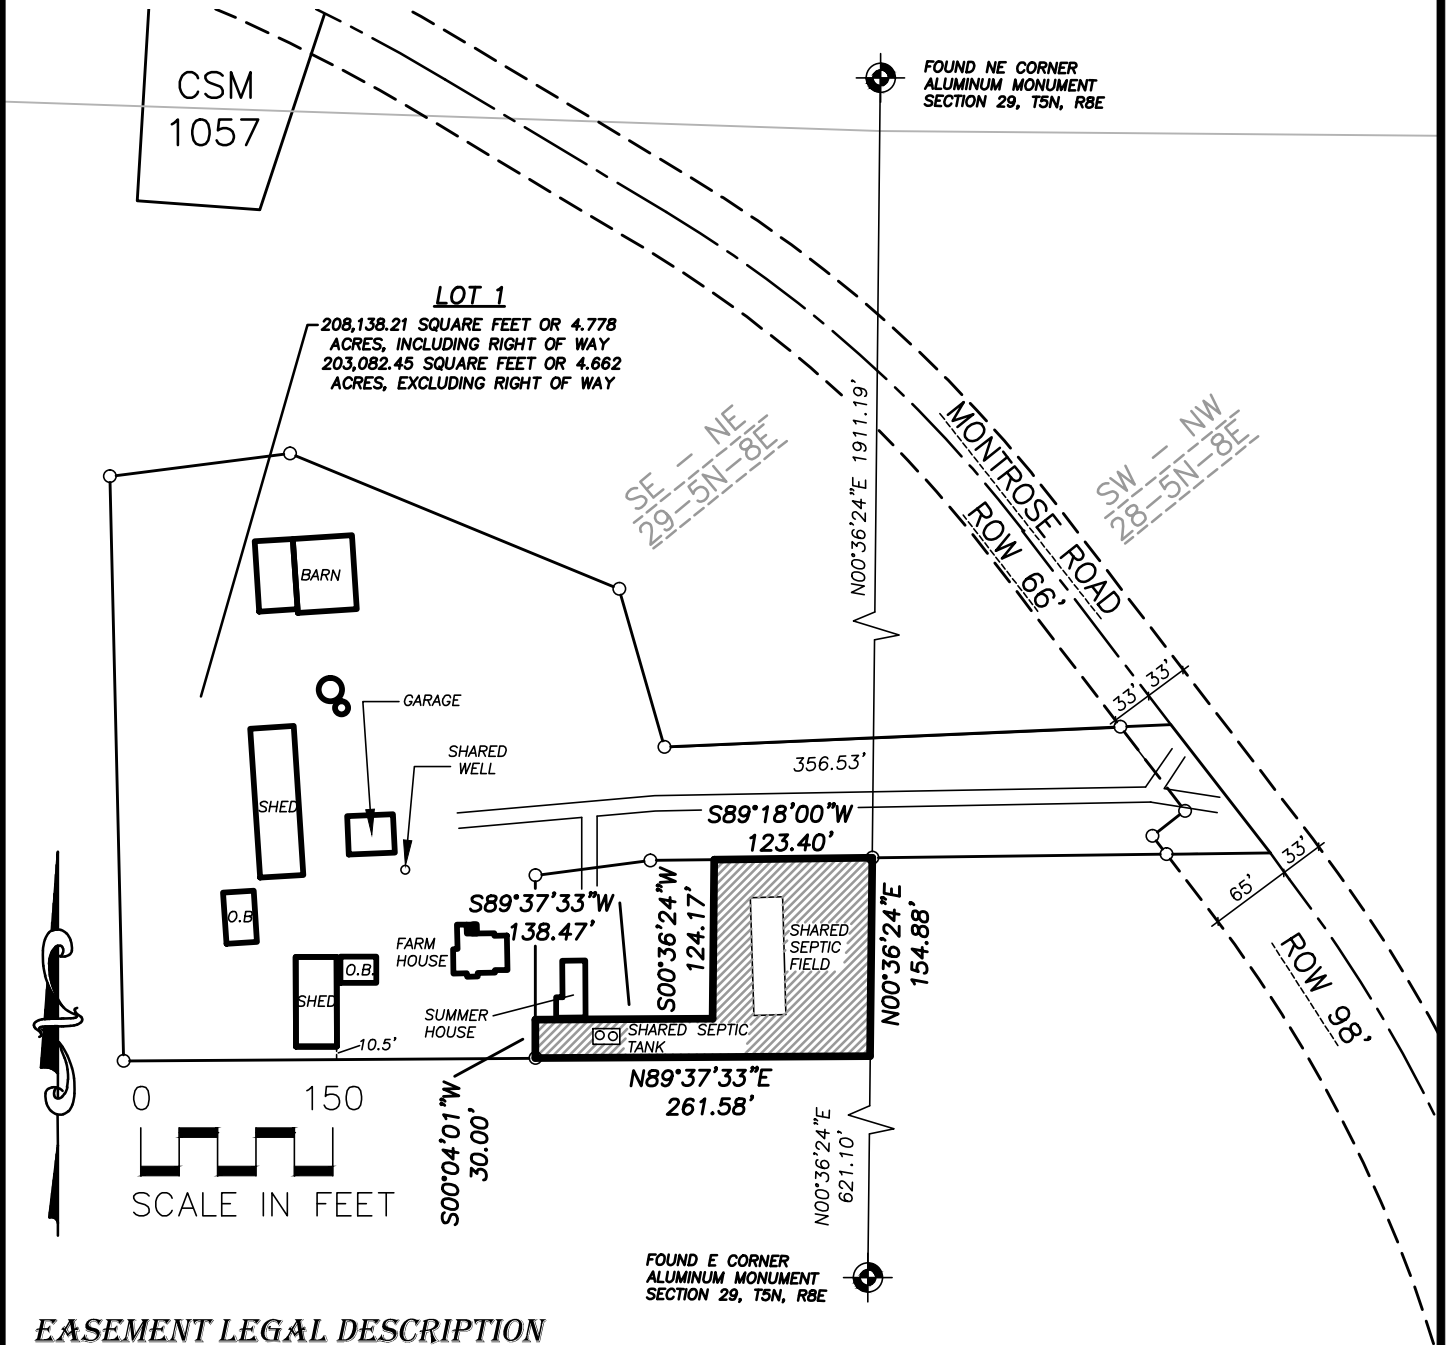 CSM
1057
FOUND NE CORNER
ALUMINUM MONUMENT
SECTION 29, T5N, R8E
LOT 1
208,138.21 SQUARE FEET OR 4.778
ACRES, INCLUDING RIGHT OF WAY
203,082.45 SQUARE FEET OR 4.662
ACRES, EXCLUDING RIGHT OF WAY
SE - NE
29-5N-8E
N00°36'24"E 1911.19'
MONTROSE ROAD
ROW 66'
SW - NW
28-5N-8E
BARN
33'
33'
GARAGE
SHARED
WELL
356.53'
SHED
S89°18'00"W
123.40'
33'
65'
ROW 98'
O.B.
S89°37'33"W
138.47'
S00°36'24"W
124.17'
SHARED
SEPTIC
FIELD
N00°36'24"E
154.88'
FARM
HOUSE
O.B.
SHED
SUMMER
HOUSE
10.5'
SHARED SEPTIC
TANK
N89°37'33"E
261.58'
S00°04'01"W
30.00'
N00°36'24"E
621.10'
0 150
SCALE IN FEET
FOUND E CORNER
ALUMINUM MONUMENT
SECTION 29, T5N, R8E
EASEMENT LEGAL DESCRIPTION